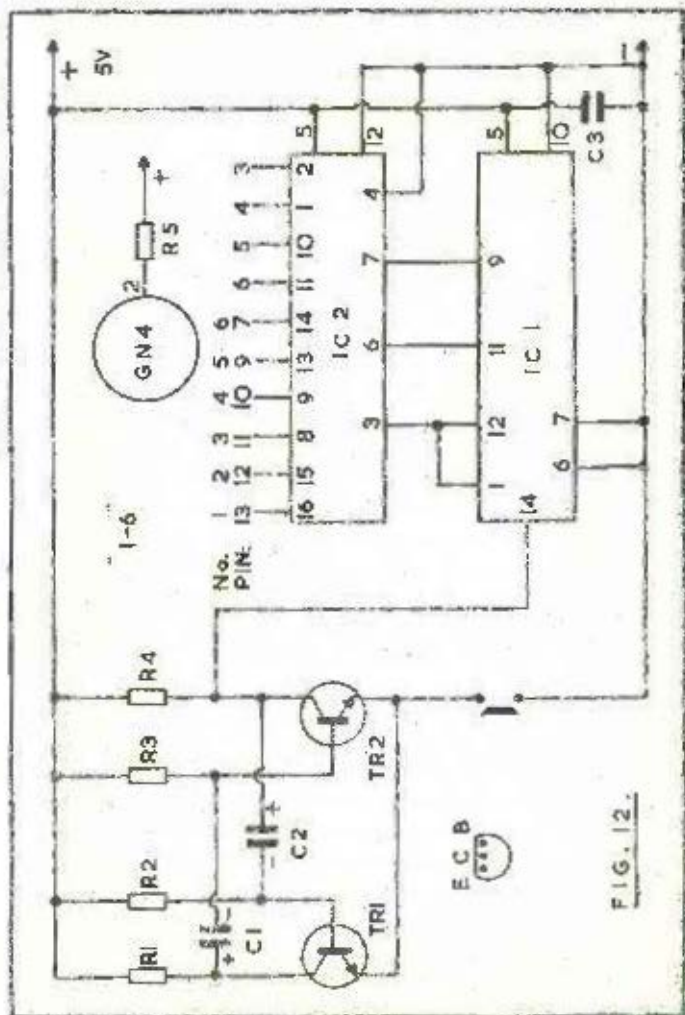 +
5V
R1
R2
R3
R4
1-6
GN4
2
R5
+
+ -
C1
- +
C2
TR1
TR2
No. 1 2 3 4 5 6
PIN: 13 12 11 10 9 7 6 5 4 3
16 15 8 9 13 14 11 10 1 2
5
12
IC 2
3 6 7 4
1 12 11 9
5
10
IC 1
14
6 7
C3
-
E C B
FIG. 12.